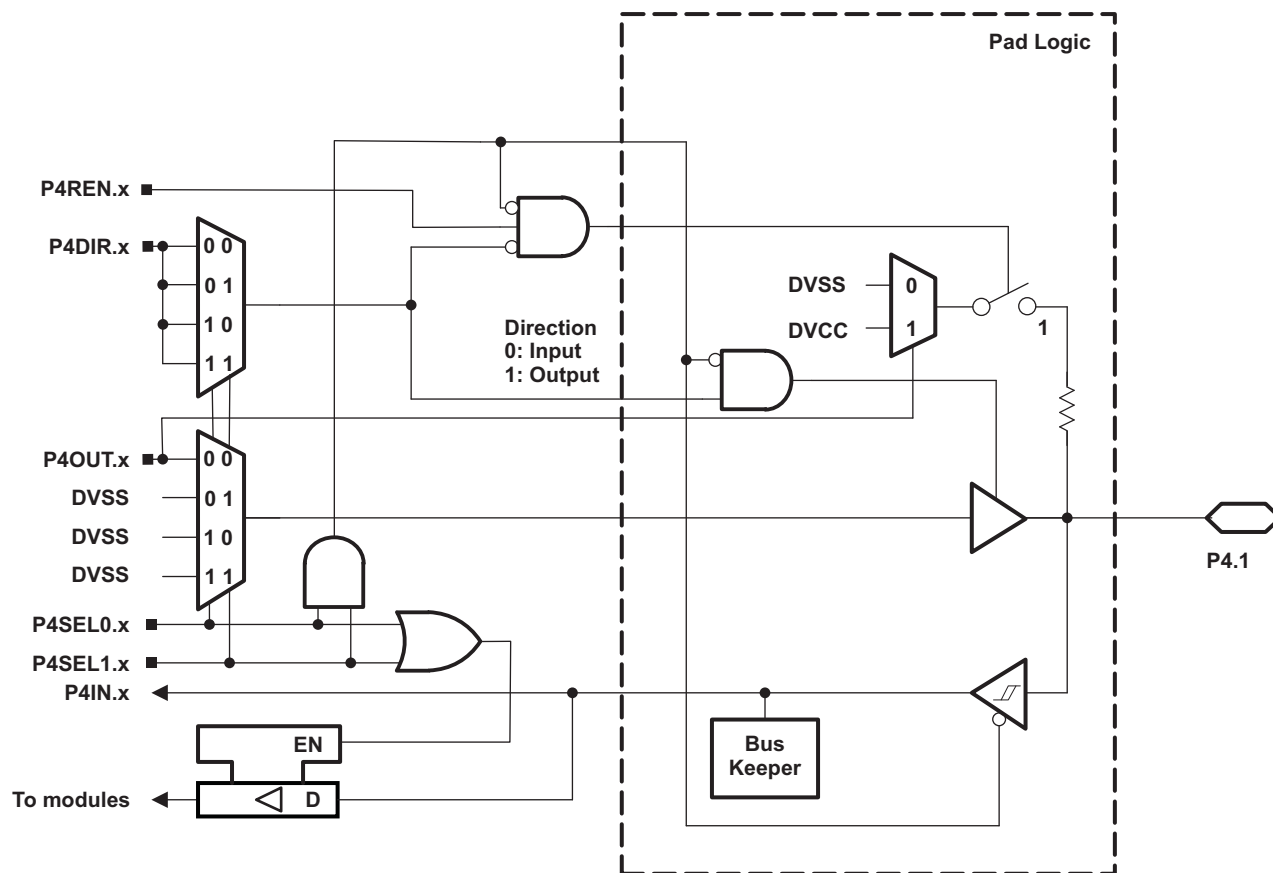 Pad Logic
P4REN.x
P4DIR.x
0 0
0 1
1 0
1 1
Direction
0: Input
1: Output
DVSS
DVCC
0
1
1
P4OUT.x
DVSS
DVSS
DVSS
0 0
0 1
1 0
1 1
P4.1
P4SEL0.x
P4SEL1.x
P4IN.x
Bus
Keeper
EN
D
To modules